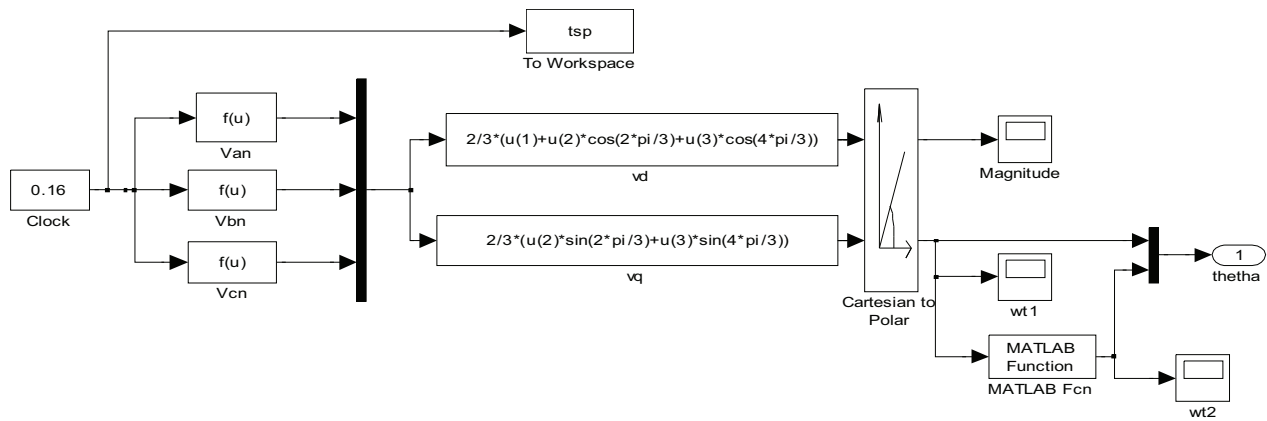 tsp
To Workspace
f(u)
Van
0.16
Clock
f(u)
Vbn
f(u)
Vcn
2/3*(u(1)+u(2)*cos(2*pi/3)+u(3)*cos(4*pi/3))
vd
2/3*(u(2)*sin(2*pi/3)+u(3)*sin(4*pi/3))
vq
Cartesian to
Polar
Magnitude
wt1
MATLAB
Function
MATLAB Fcn
1
thetha
wt2